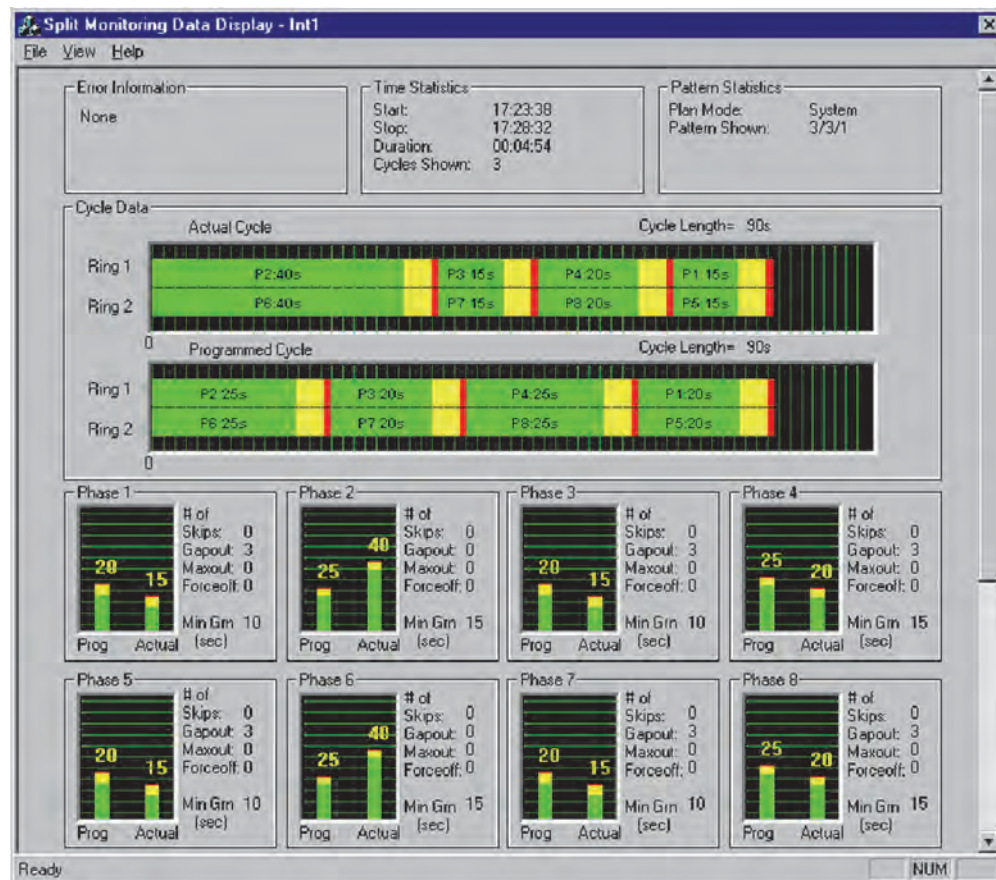 Split Monitoring Data Display - Int1
File View Help
Error Information
None
Time Statistics
Start: 17:23:38
Stop: 17:28:32
Duration: 00:04:54
Cycles Shown: 3
Pattern Statistics
Plan Mode: System
Pattern Shown: 3/3/1
Cycle Data
Actual Cycle Cycle Length= 90s
Ring 1 P2:40s P3:15s P4:20s P1:15s
Ring 2 P6:40s P7:15s P8:20s P5:15s
0
Programmed Cycle Cycle Length= 90s
Ring 1 P2:25s P3:20s P4:25s P1:20s
Ring 2 P6:25s P7:20s P8:25s P5:20s
0
Phase 1
20 15
Prog Actual
# of
Skips: 0
Gapout: 3
Maxout: 0
Forceoff: 0
Min Grn 10
(sec)
Phase 2
25 40
Prog Actual
# of
Skips: 0
Gapout: 0
Maxout: 0
Forceoff: 0
Min Grn 15
(sec)
Phase 3
20 15
Prog Actual
# of
Skips: 0
Gapout: 3
Maxout: 0
Forceoff: 0
Min Grn 10
(sec)
Phase 4
25 20
Prog Actual
# of
Skips: 0
Gapout: 3
Maxout: 0
Forceoff: 0
Min Grn 15
(sec)
Phase 5
20 15
Prog Actual
# of
Skips: 0
Gapout: 3
Maxout: 0
Forceoff: 0
Min Grn 10
(sec)
Phase 6
25 40
Prog Actual
# of
Skips: 0
Gapout: 0
Maxout: 0
Forceoff: 0
Min Grn 15
(sec)
Phase 7
20 15
Prog Actual
# of
Skips: 0
Gapout: 3
Maxout: 0
Forceoff: 0
Min Grn 10
(sec)
Phase 8
25 20
Prog Actual
# of
Skips: 0
Gapout: 3
Maxout: 0
Forceoff: 0
Min Grn 15
(sec)
Ready NUM